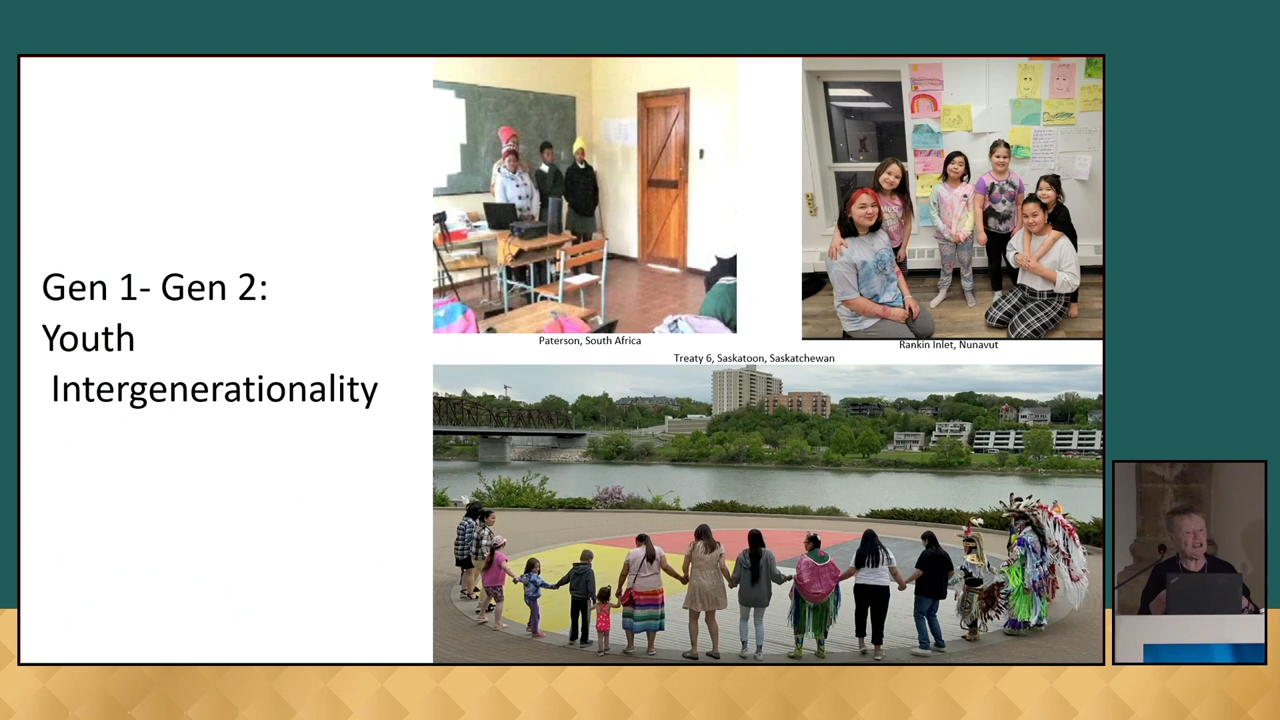 Gen 1- Gen 2:
Youth
Intergenerationality
Paterson, South Africa
Rankin Inlet, Nunavut
Treaty 6, Saskatoon, Saskatchewan